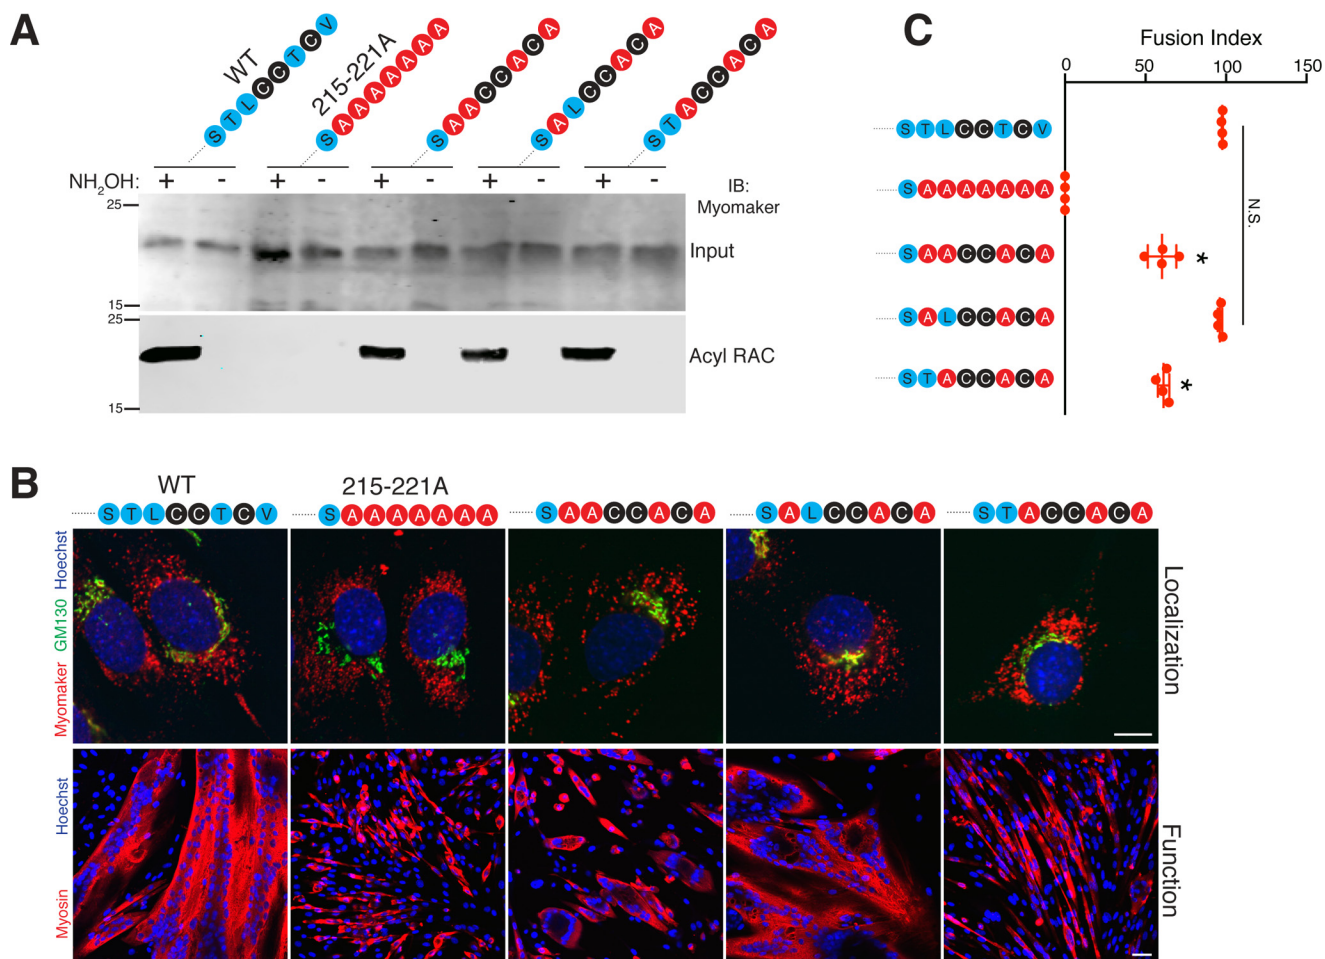 A
WT
S T L C C T C V
215-221A
S A A A A A A A
S A A C C A C A
S A L C C A C A
S T A C C A C A
NH2OH: + - + - + - + - + -
IB:
Myomaker
25
Input
15
25
Acyl RAC
15
C
Fusion Index
0 50 100 150
S T L C C T C V
S A A A A A A A
N.S.
S A A C C A C A
*
S A L C C A C A
S T A C C A C A
*
B
WT
215-221A
S T L C C T C V
S A A A A A A A
S A A C C A C A
S A L C C A C A
S T A C C A C A
Myomaker GM130 Hoechst
Localization
Myosin Hoechst
Function